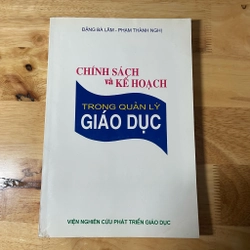 ĐẶNG BÁ LÃM - PHẠM THÀNH NGHỊ
CHÍNH SÁCH
và KẾ HOẠCH
TRONG QUẢN LÝ
GIÁO DỤC
VIỆN NGHIÊN CỨU PHÁT TRIỂN GIÁO DỤC